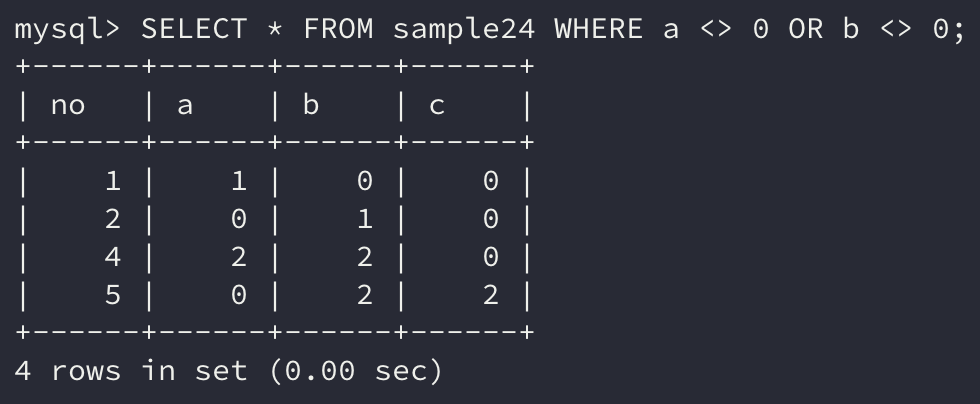 mysql> SELECT * FROM sample24 WHERE a <> 0 OR b <> 0;
+------+------+------+------+
| no   | a    | b    | c    |
+------+------+------+------+
|    1 |    1 |    0 |    0 |
|    2 |    0 |    1 |    0 |
|    4 |    2 |    2 |    0 |
|    5 |    0 |    2 |    2 |
+------+------+------+------+
4 rows in set (0.00 sec)